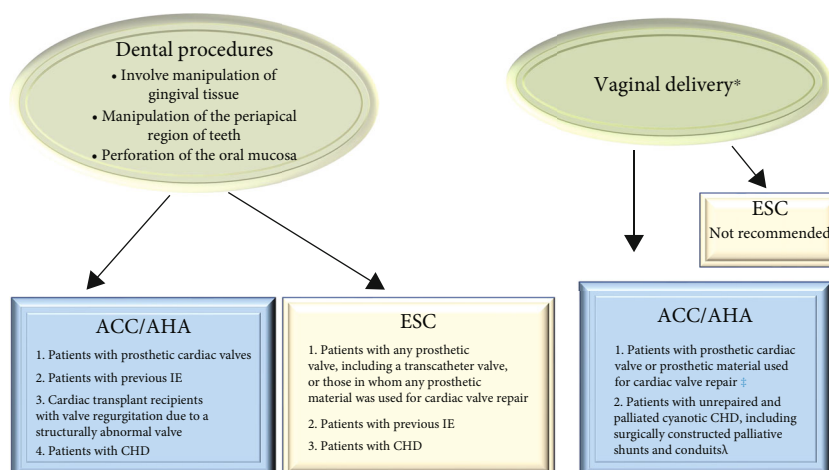 Dental procedures
• Involve manipulation of
gingival tissue
• Manipulation of the periapical
region of teeth
• Perforation of the oral mucosa
Vaginal delivery*
ESC
Not recommended
ACC/AHA
1. Patients with prosthetic cardiac valves
2. Patients with previous IE
3. Cardiac transplant recipients
with valve regurgitation due to a
structurally abnormal valve
4. Patients with CHD
ESC
1. Patients with any prosthetic
valve, including a transcatheter valve,
or those in whom any prosthetic
material was used for cardiac valve repair
2. Patients with previous IE
3. Patients with CHD
ACC/AHA
1. Patients with prosthetic cardiac
valve or prosthetic material used
for cardiac valve repair ‡
2. Patients with unrepaired and
palliated cyanotic CHD, including
surgically constructed palliative
shunts and conduitsλ